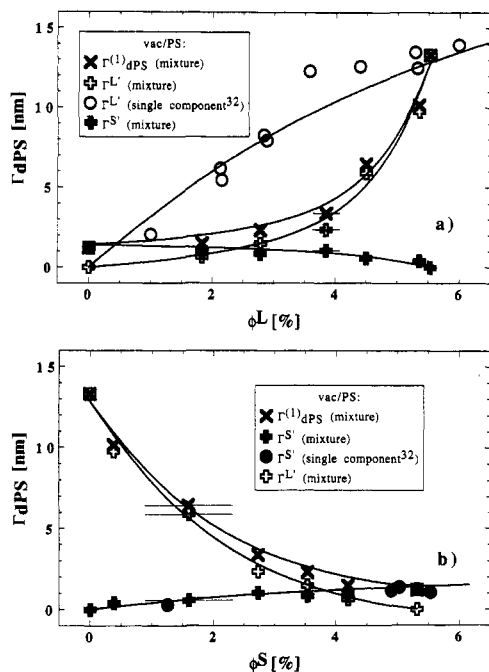 15
10
5
0
Γ dPS [nm]
vac/PS:
Γ(1)dPS (mixture)
ΓL' (mixture)
ΓL' (single component32)
ΓS' (mixture)
a)
0 2 4 6
ϕL [%]
15
10
5
0
Γ dPS [nm]
vac/PS:
Γ(1)dPS (mixture)
ΓS' (mixture)
ΓS' (single component32)
ΓL' (mixture)
b)
0 2 4 6
ϕS [%]